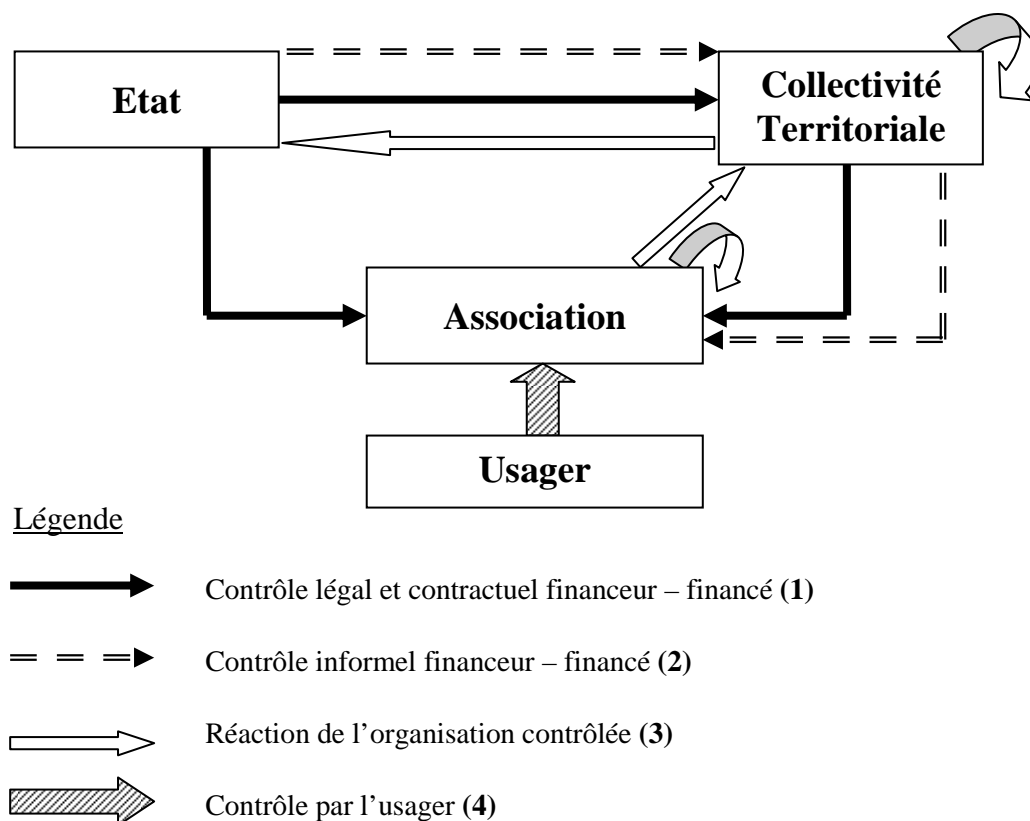 Etat
Collectivité
Territoriale
Association
Usager
Légende
Contrôle légal et contractuel financeur – financé (1)
Contrôle informel financeur – financé (2)
Réaction de l’organisation contrôlée (3)
Contrôle par l’usager (4)